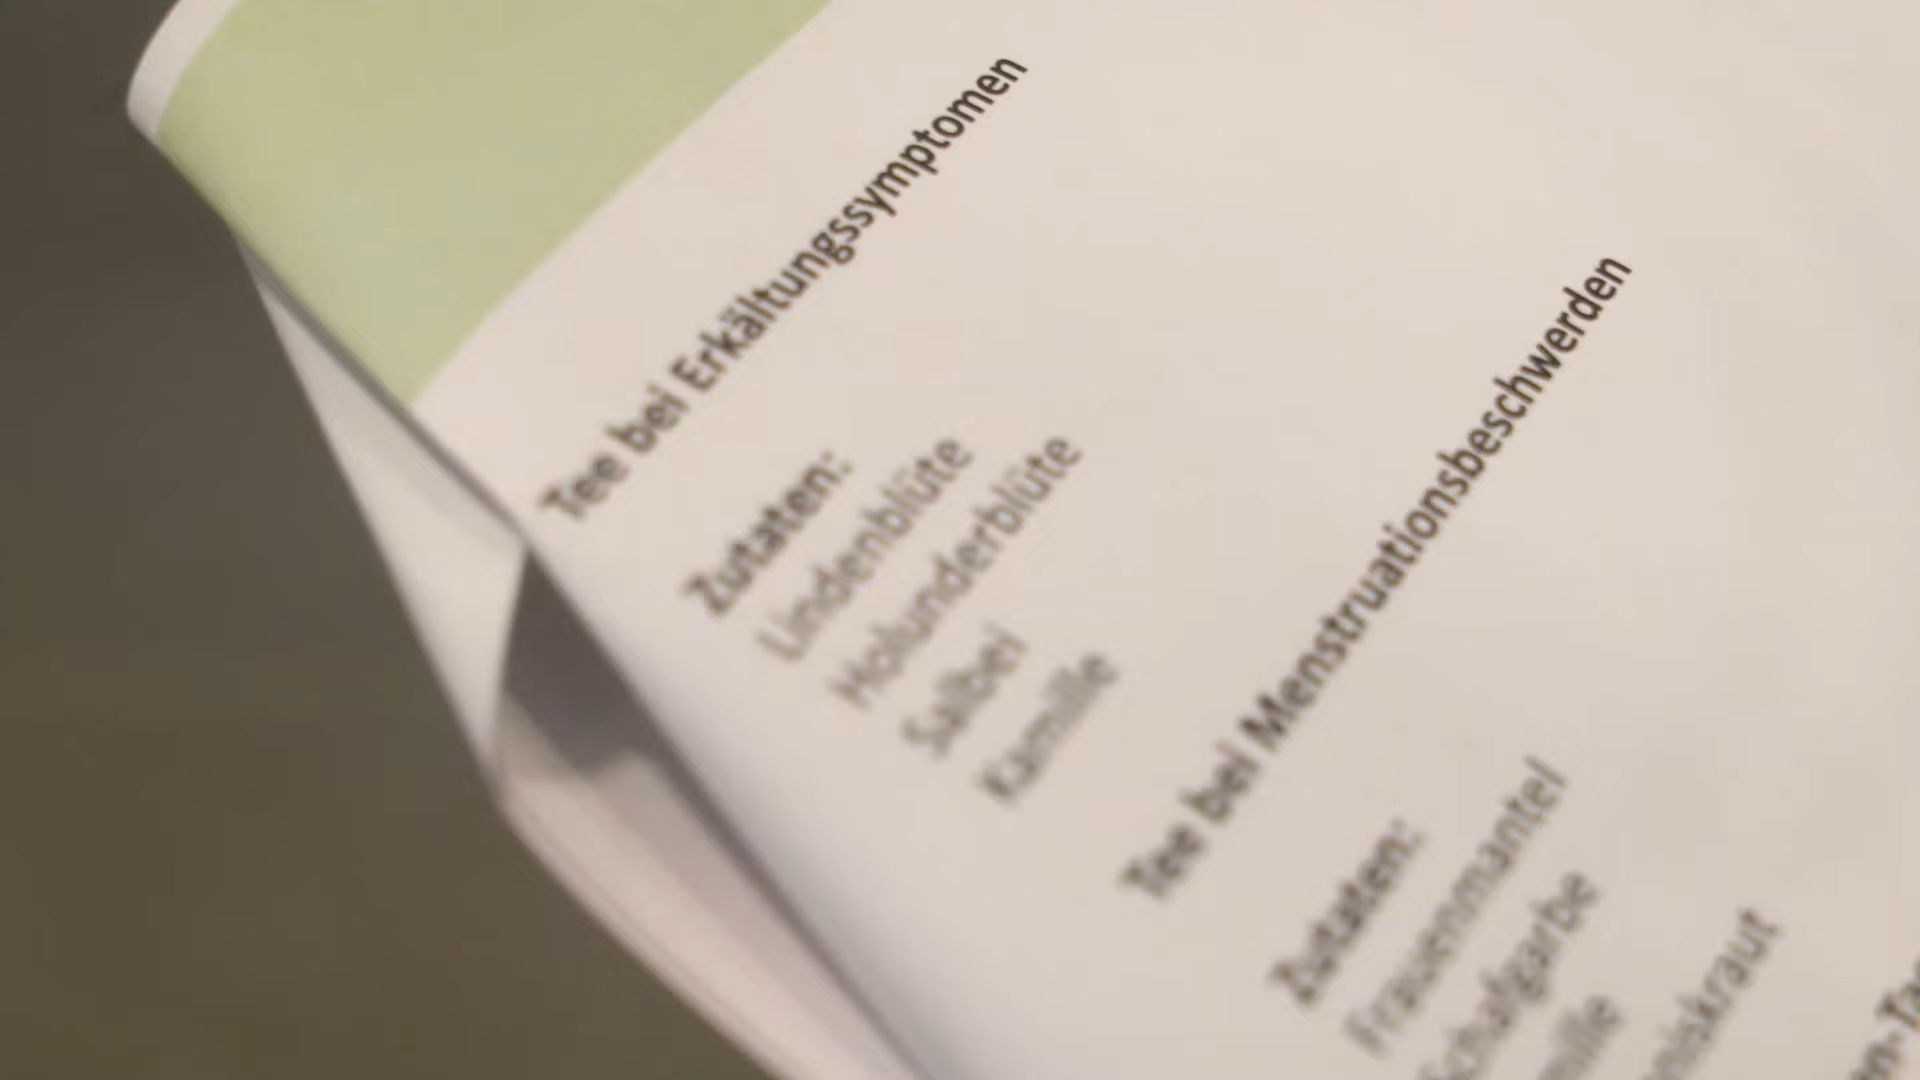 Tee bei Erkältungssymptomen
Zutaten:
Lindenblüte
Holunderblüte
Salbei
Kamille
Tee bei Menstruationsbeschwerden
Zutaten:
Frauenmantel
Schafgarbe